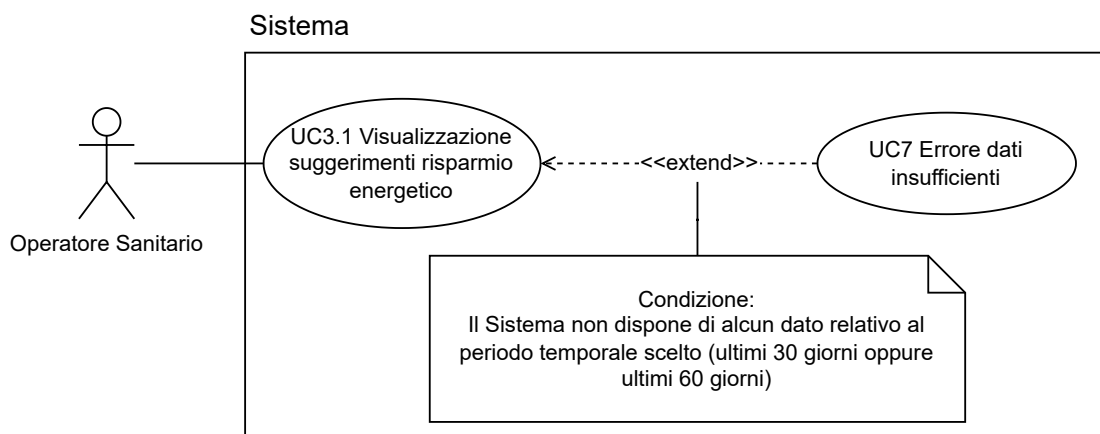 Sistema
UC3.1 Visualizzazione
suggerimenti risparmio
energetico
<<extend>>
UC7 Errore dati
insufficienti
Operatore Sanitario
Condizione:
Il Sistema non dispone di alcun dato relativo al
periodo temporale scelto (ultimi 30 giorni oppure
ultimi 60 giorni)